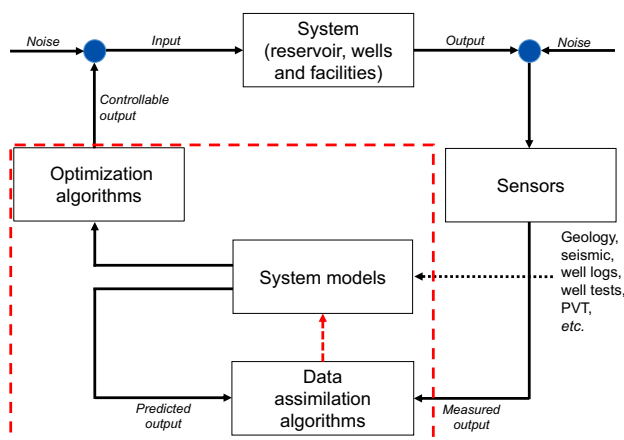 Noise
Input
System
(reservoir, wells
and facilities)
Output
Noise
Controllable
output
Optimization
algorithms
Sensors
Geology,
seismic,
well logs,
well tests,
PVT,
etc.
System models
Data
assimilation
algorithms
Predicted
output
Measured
output